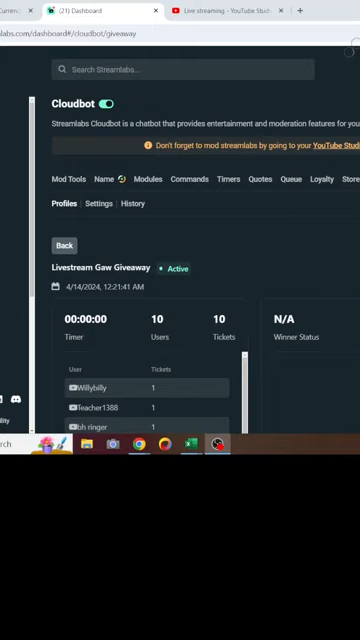 Dashboard
Live streaming - YouTube Stud
labs.com/dashboard#/cloudbot/giveaway
Search Streamlabs...
Cloudbot
Streamlabs Cloudbot is a chatbot that provides entertainment and moderation features for you
Don't forget to mod streamlabs by going to your YouTube Studi
Mod Tools Name Modules Commands Timers Quotes Queue Loyalty Store
Profiles Settings History
Back
Livestream Gaw Giveaway Active
4/14/2024, 12:21:41 AM
00:00:00 10 10 N/A
Timer Users Tickets Winner Status
User Tickets
Willybilly 1
Teacher1388 1
bh ringer 1